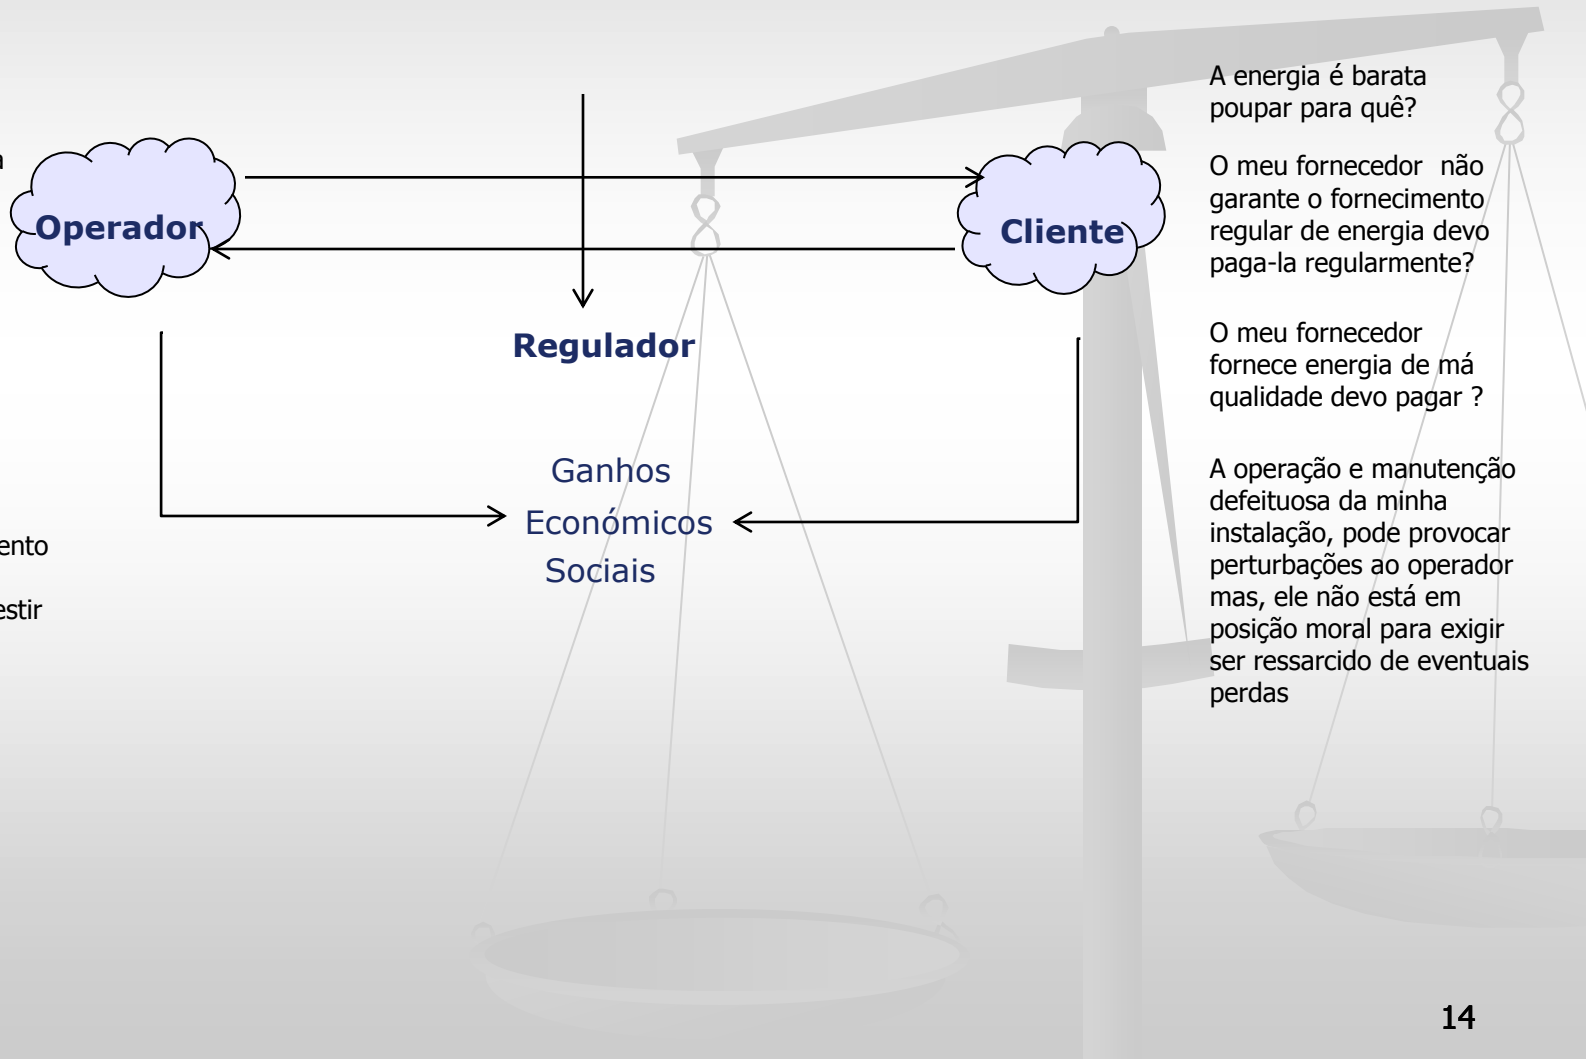 Operador
Cliente
Regulador
Ganhos
Económicos
Sociais
A energia é barata
poupar para quê?
O meu fornecedor não
garante o fornecimento
regular de energia devo
paga-la regularmente?
O meu fornecedor
fornece energia de má
qualidade devo pagar ?
A operação e manutenção
defeituosa da minha
instalação, pode provocar
perturbações ao operador
mas, ele não está em
posição moral para exigir
ser ressarcido de eventuais
perdas
14